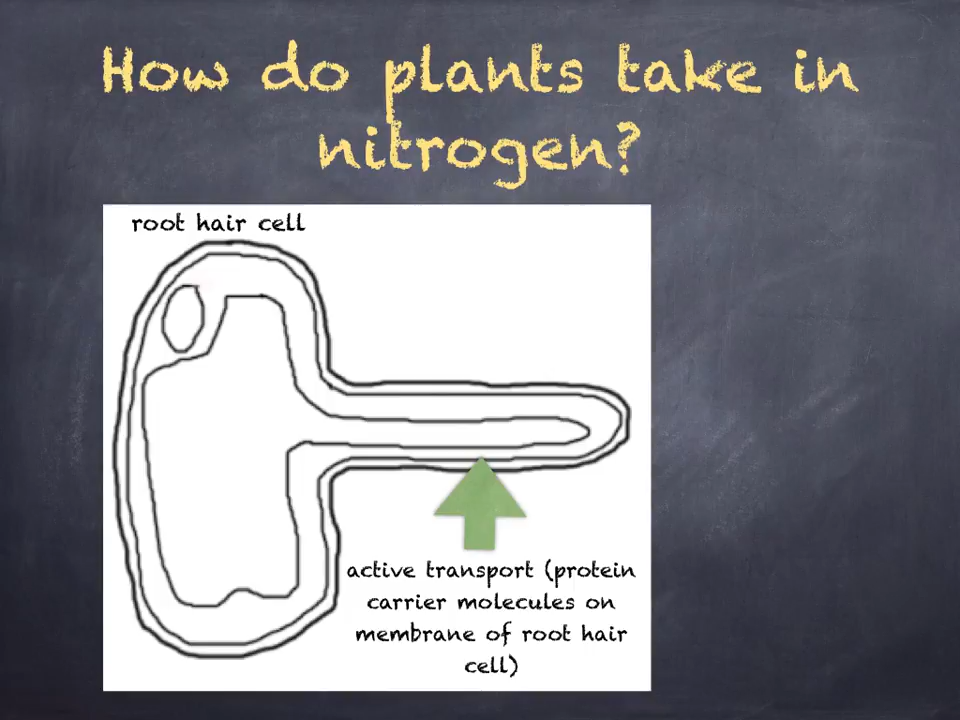 How do plants take in
nitrogen?
root hair cell
active transport (protein
carrier molecules on
membrane of root hair
cell)